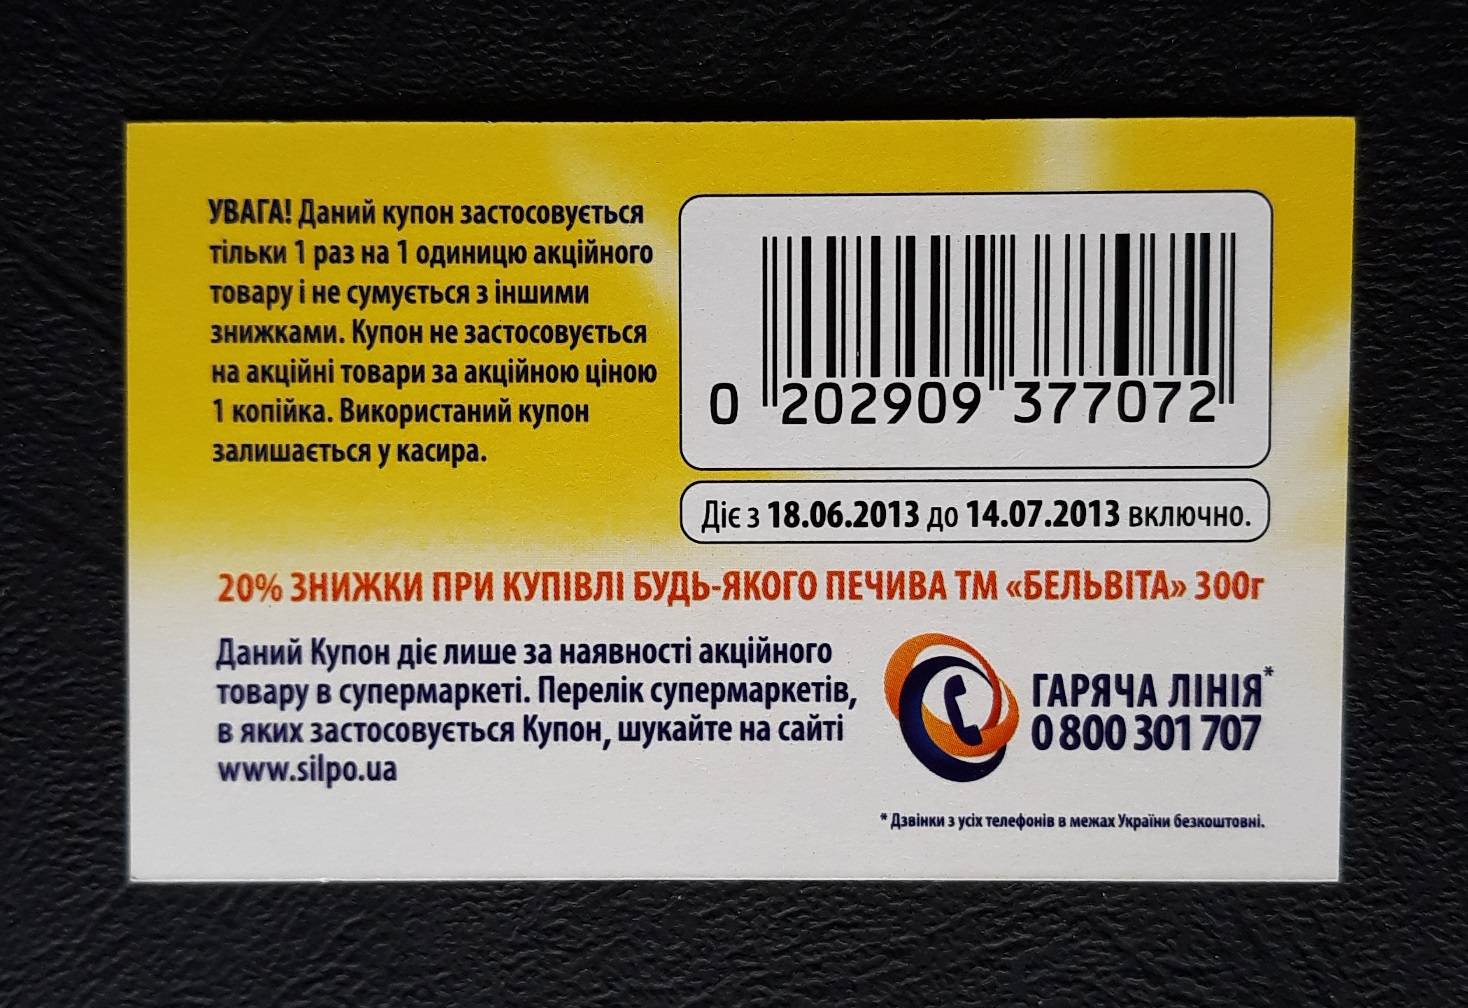 УВАГА! Даний купон застосовується
тільки 1 раз на 1 одиницю акційного
товару і не сумується з іншими
знижками. Купон не застосовується
на акційні товари за акційною ціною
1 копійка. Використаний купон
залишається у касира.
0 202909 377072
Діє з 18.06.2013 до 14.07.2013 включно.
20% ЗНИЖКИ ПРИ КУПІВЛІ БУДЬ-ЯКОГО ПЕЧИВА ТМ «БЕЛЬВІТА» 300г
Даний Купон діє лише за наявності акційного
товару в супермаркеті. Перелік супермаркетів,
в яких застосовується Купон, шукайте на сайті
www.silpo.ua
ГАРЯЧА ЛІНІЯ*
0 800 301 707
* Дзвінки з усіх телефонів в межах України безкоштовні.